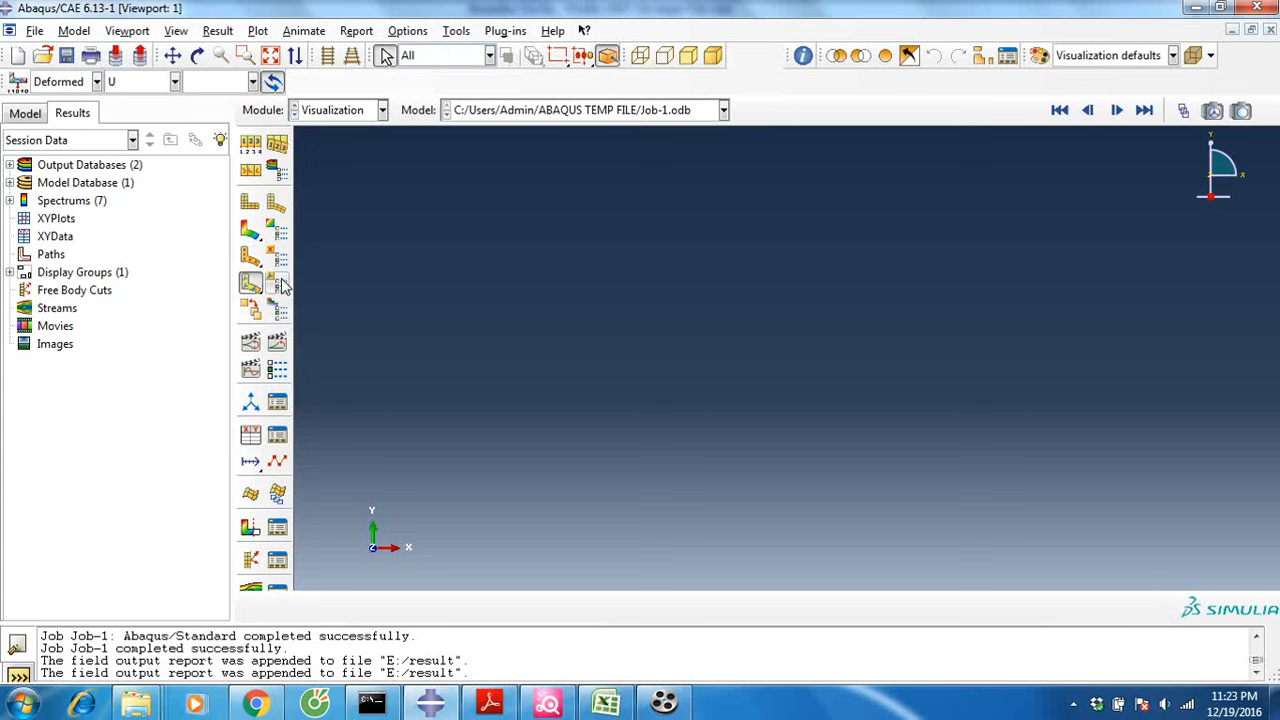 Abaqus/CAE 6.13-1 [Viewport: 1]
File Model Viewport View Result Plot Animate Report Options Tools Plug-ins Help
All
Visualization defaults
Deformed U
Model Results
Module: Visualization Model: C:/Users/Admin/ABAQUS TEMP FILE/Job-1.odb
Session Data
Output Databases (2)
Model Database (1)
Spectrums (7)
XYPlots
XYData
Paths
Display Groups (1)
Free Body Cuts
Streams
Movies
Images
Y
X
Y
X
Z
SIMULIA
Job Job-1: Abaqus/Standard completed successfully.
Job Job-1 completed successfully.
The field output report was appended to file "E:/result".
The field output report was appended to file "E:/result".
>>>
11:23 PM
12/19/2016